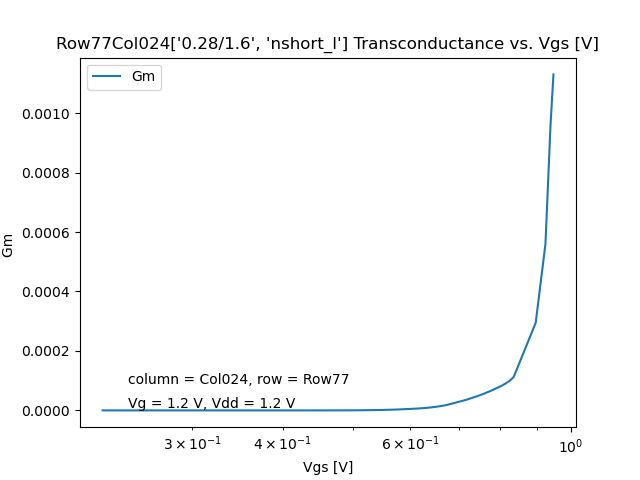 Row77Col024['0.28/1.6', 'nshort_l'] Transconductance vs. Vgs [V]
Gm
0.0010
0.0008
0.0006
0.0004
0.0002
0.0000
Gm
column = Col024, row = Row77
Vg = 1.2 V, Vdd = 1.2 V
3 × 10⁻¹ 4 × 10⁻¹ 6 × 10⁻¹ 10⁰
Vgs [V]